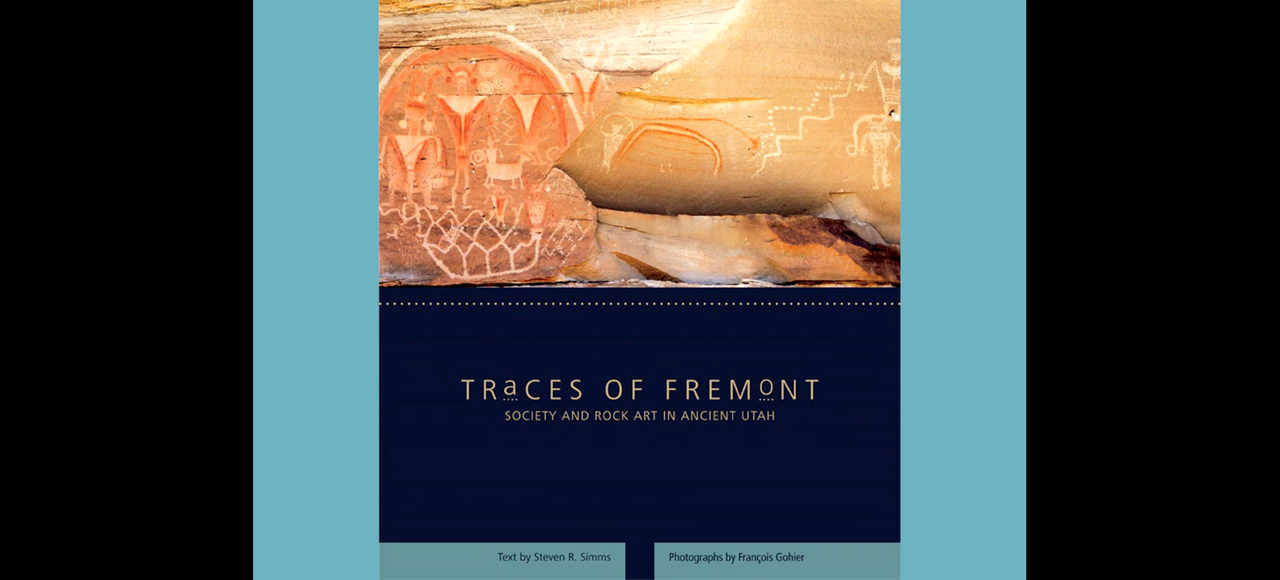 TRaCES OF FREMoNT
SOCIETY AND ROCK ART IN ANCIENT UTAH
Text by Steven R. Simms
Photographs by François Gohier